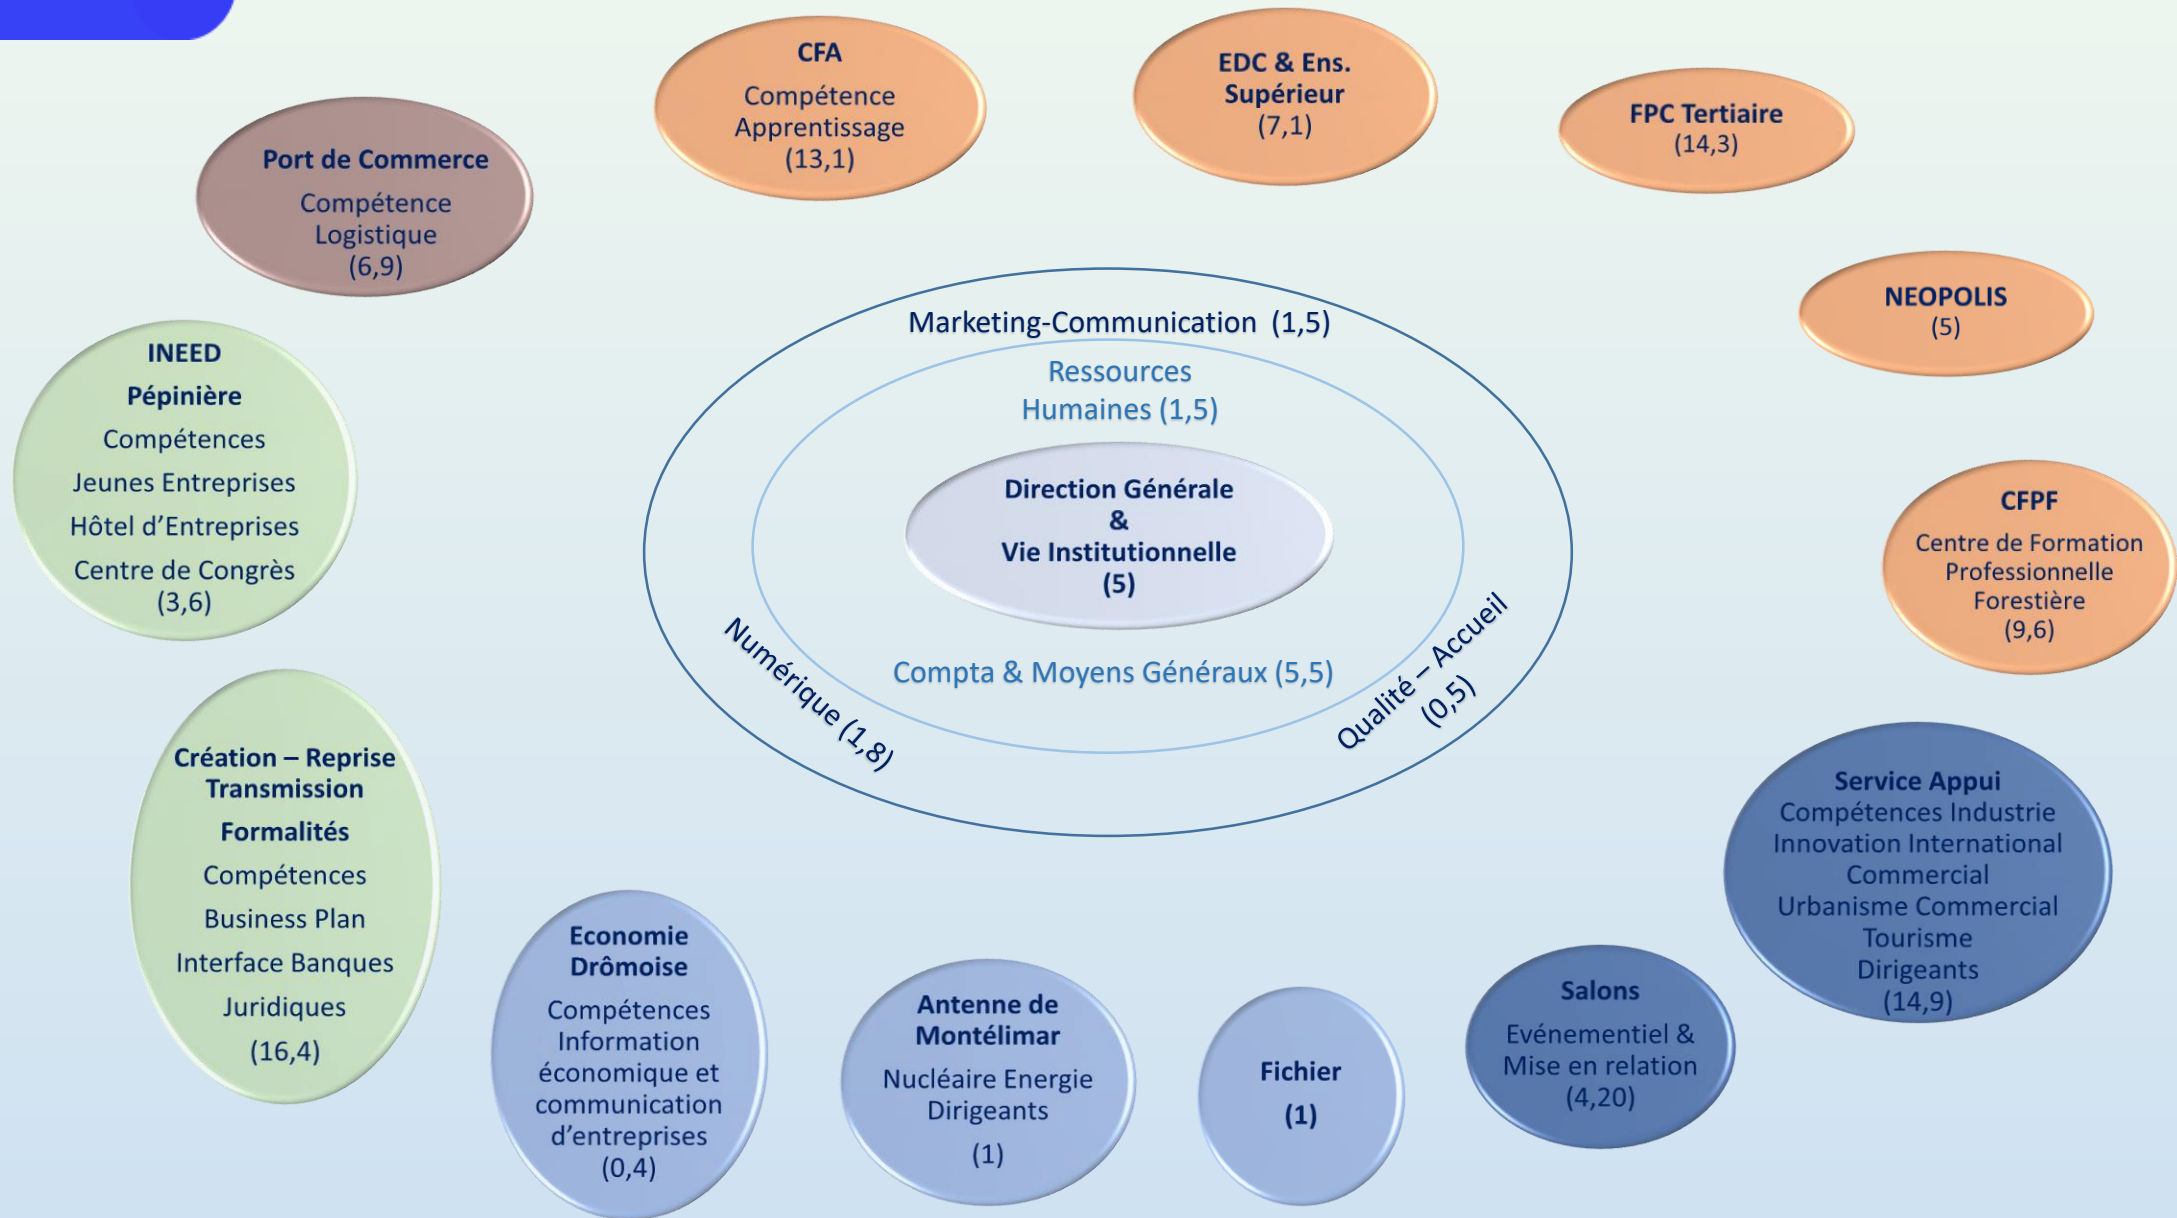 CFA
Compétence
Apprentissage
(13,1)
EDC & Ens.
Supérieur
(7,1)
FPC Tertiaire
(14,3)
Port de Commerce
Compétence
Logistique
(6,9)
NEOPOLIS
(5)
INEED
Pépinière
Compétences
Jeunes Entreprises
Hôtel d’Entreprises
Centre de Congrès
(3,6)
Marketing-Communication (1,5)
Ressources
Humaines (1,5)
Direction Générale
&
Vie Institutionnelle
(5)
Compta & Moyens Généraux (5,5)
Numérique (1,8)
Qualité – Accueil
(0,5)
CFPF
Centre de Formation
Professionnelle
Forestière
(9,6)
Création – Reprise
Transmission
Formalités
Compétences
Business Plan
Interface Banques
Juridiques
(16,4)
Economie
Drômoise
Compétences
Information
économique et
communication
d’entreprises
(0,4)
Antenne de
Montélimar
Nucléaire Energie
Dirigeants
(1)
Fichier
(1)
Salons
Evénementiel &
Mise en relation
(4,20)
Service Appui
Compétences Industrie
Innovation International
Commercial
Urbanisme Commercial
Tourisme
Dirigeants
(14,9)